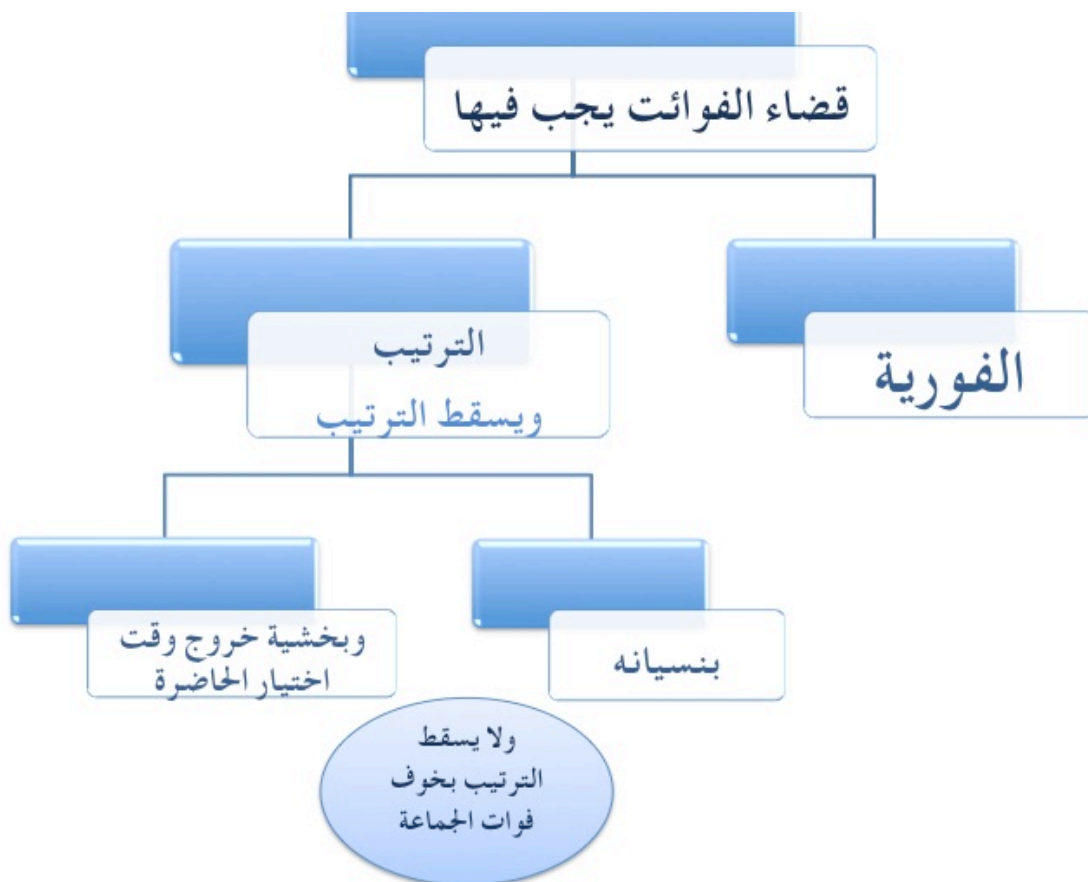 قضاء الفوائت يجب فيها
الفورية
الترتيب
ويسقط الترتيب
بنسيانه
وبخشية خروج وقت
اختيار الحاضرة
ولا يسقط
الترتيب بخوف
فوات الجماعة